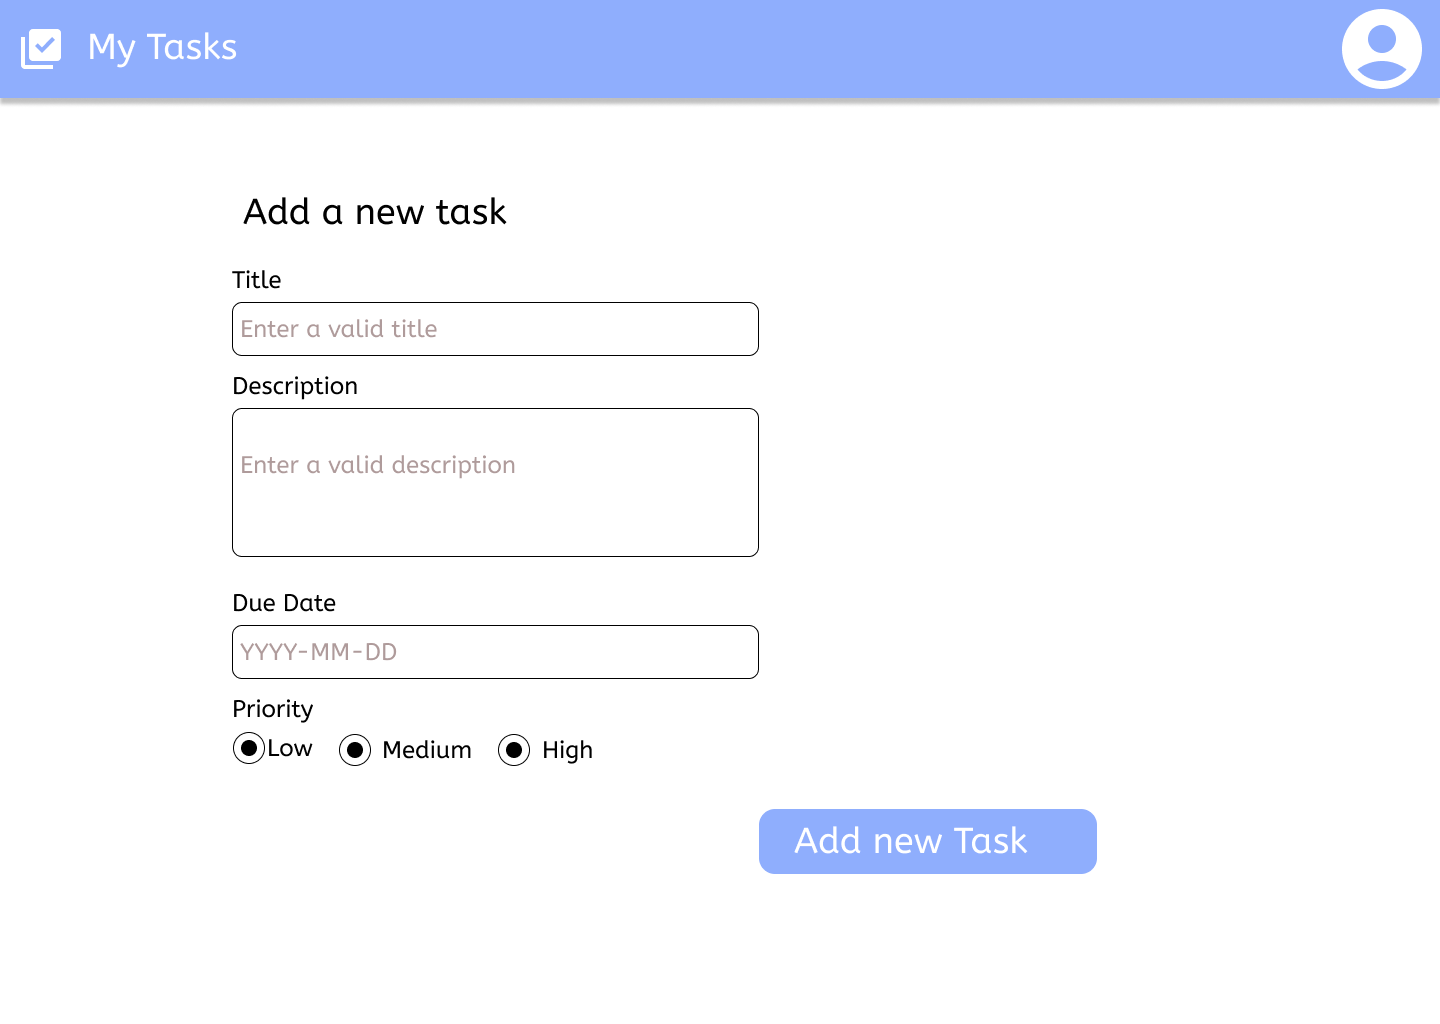 My Tasks
Add a new task
Title
Enter a valid title
Description
Enter a valid description
Due Date
YYYY-MM-DD
Priority
Low Medium High
Add new Task